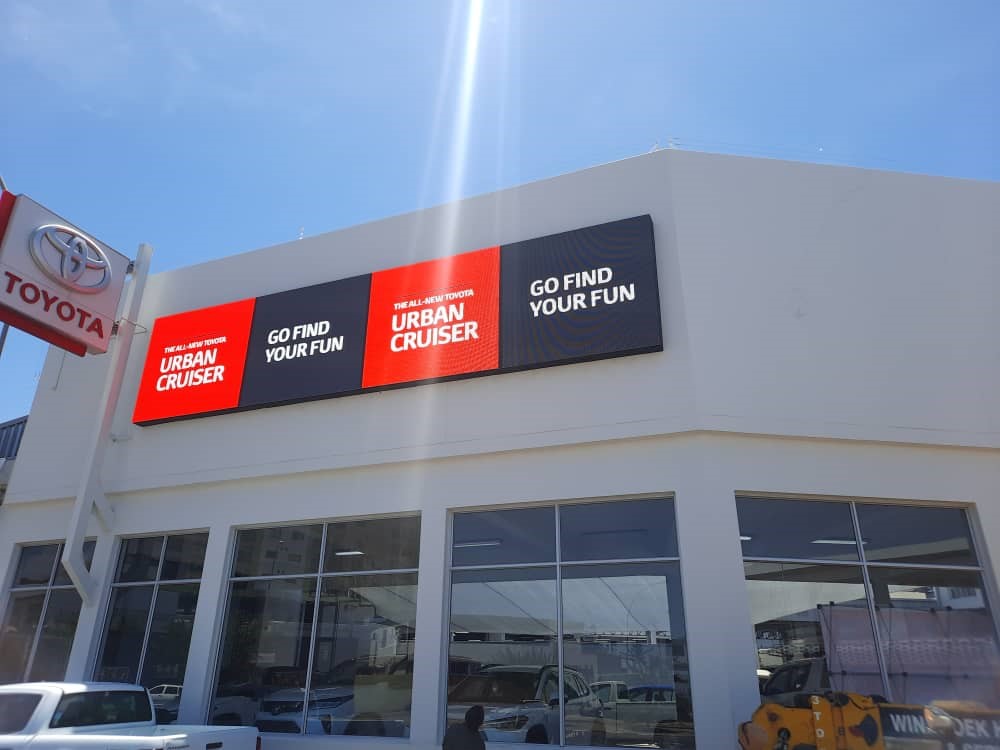 TOYOTA
THE ALL-NEW TOYOTA
URBAN
CRUISER
GO FIND
YOUR FUN
THE ALL-NEW TOYOTA
URBAN
CRUISER
GO FIND
YOUR FUN